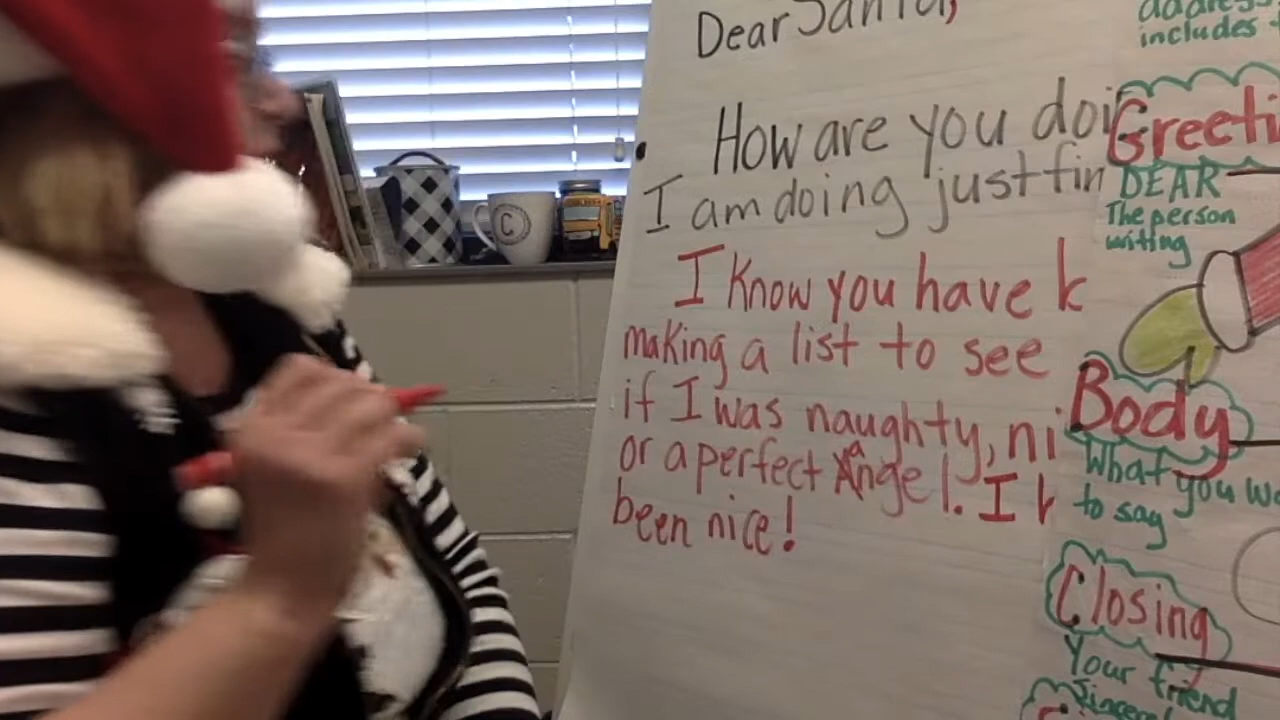 Dear Santa,
How are you doi
I am doing just fin
I Know you have k
making a list to see
if I was naughty, ni
or a perfect angel. I h
been nice!
C
includes
Greeti
DEAR
The person
writing
Body
What you wa
to say
Closing
Your friend